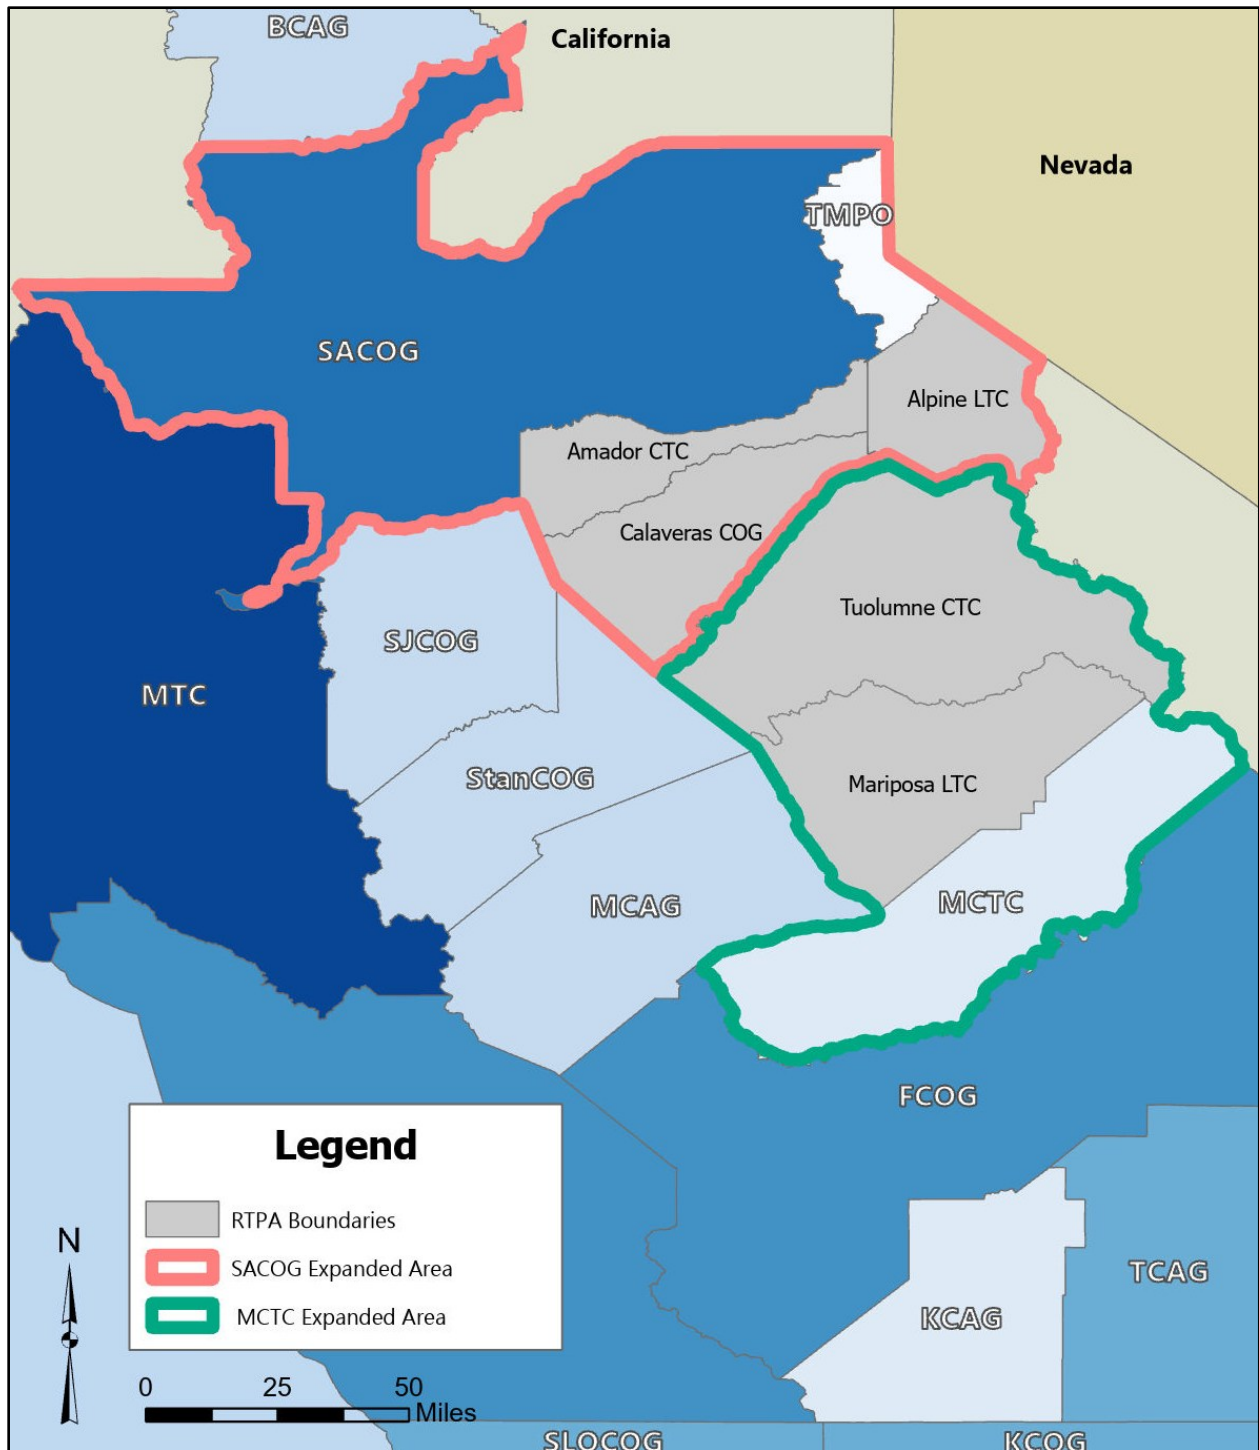 BCAG
California
Nevada
TMPO
SACOG
Alpine LTC
Amador CTC
Calaveras COG
Tuolumne CTC
SJCOG
MTC
StanCOG
Mariposa LTC
MCAG
MCTC
FCOG
Legend
RTPA Boundaries
SACOG Expanded Area
MCTC Expanded Area
N
TCAG
KCAG
0 25 50
Miles
SLOCOG
KCOG